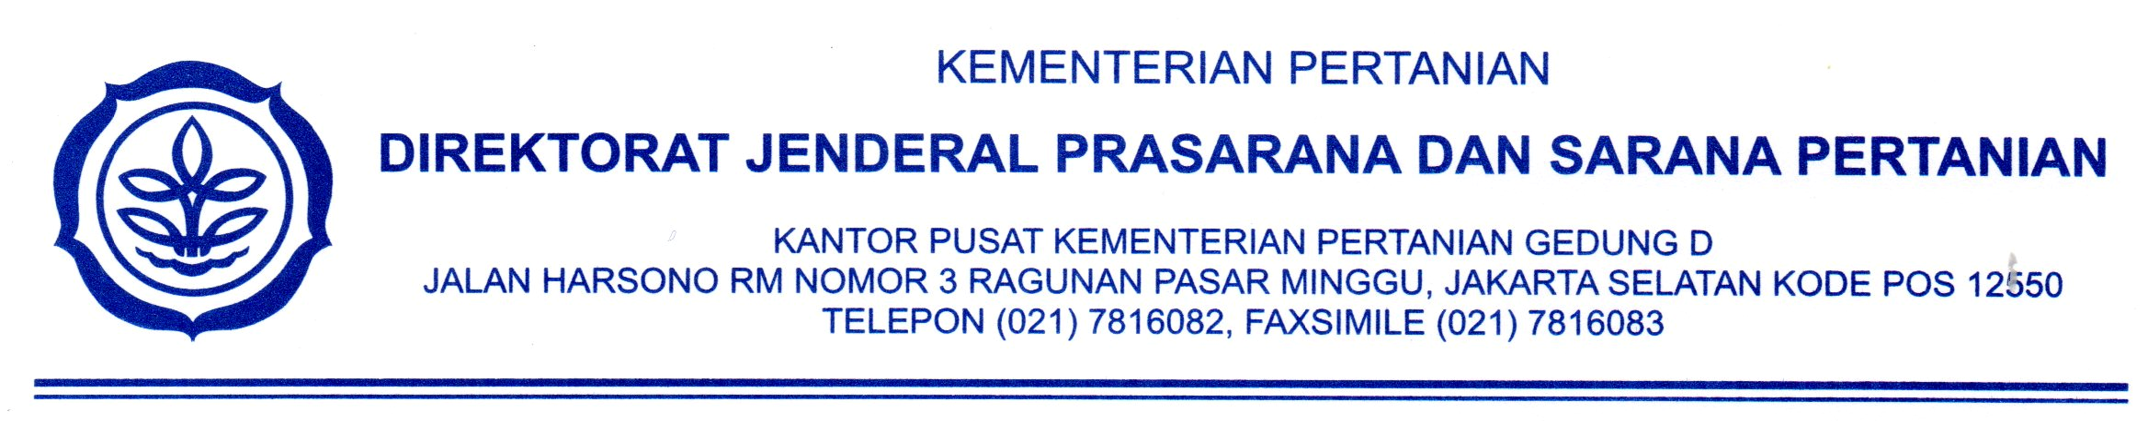 KEMENTERIAN PERTANIAN
DIREKTORAT JENDERAL PRASARANA DAN SARANA PERTANIAN
KANTOR PUSAT KEMENTERIAN PERTANIAN GEDUNG D
JALAN HARSONO RM NOMOR 3 RAGUNAN PASAR MINGGU, JAKARTA SELATAN KODE POS 12550
TELEPON (021) 7816082, FAXSIMILE (021) 7816083